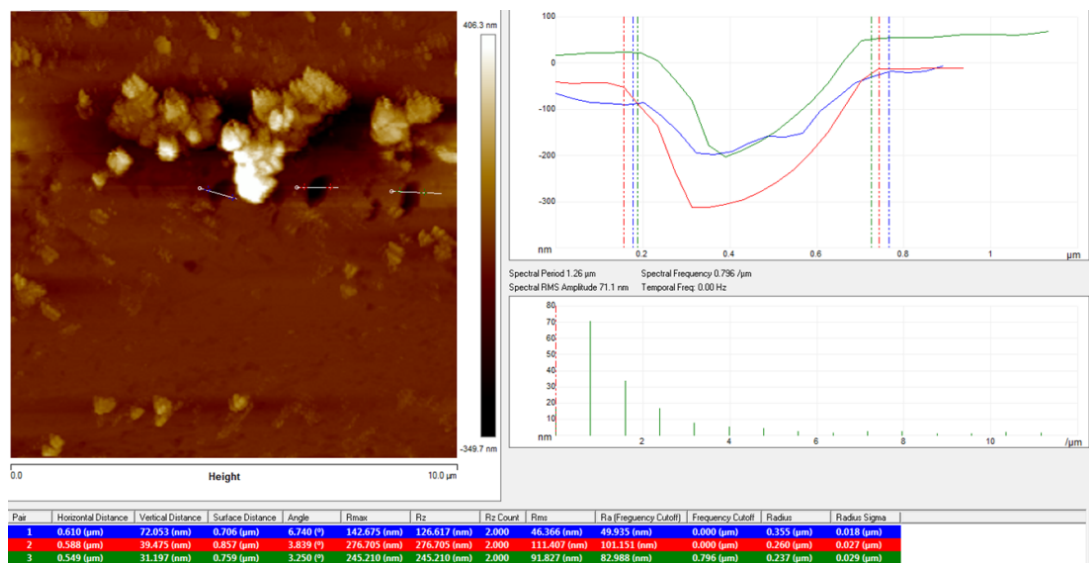 406.3 nm
-349.7 nm
0.0 Height 10.0 µm
100
0
-100
-200
-300
nm 0.2 0.4 0.6 0.8 1 µm
Spectral Period 1.26 µm Spectral Frequency 0.796 /µm
Spectral RMS Amplitude 71.1 nm Temporal Freq: 0.00 Hz
80
70
60
50
40
30
20
10
nm 2 4 6 8 10 /µm
Pair Horizontal Distance Vertical Distance Surface Distance Angle Rmax Rz Rz Count Rms Ra (Freguency Cutoff) Frequency Cutoff Radius Radius Sigma
1 0.610 (µm) 72.053 (nm) 0.706 (µm) 6.740 (º) 142.675 (nm) 126.617 (nm) 2.000 46.366 (nm) 49.935 (nm) 0.000 (µm) 0.355 (µm) 0.018 (µm)
2 0.588 (µm) 39.475 (nm) 0.857 (µm) 3.839 (º) 276.705 (nm) 276.705 (nm) 2.000 111.407 (nm) 101.151 (nm) 0.000 (µm) 0.260 (µm) 0.027 (µm)
3 0.549 (µm) 31.197 (nm) 0.759 (µm) 3.250 (º) 245.210 (nm) 245.210 (nm) 2.000 91.827 (nm) 82.988 (nm) 0.796 (µm) 0.237 (µm) 0.029 (µm)